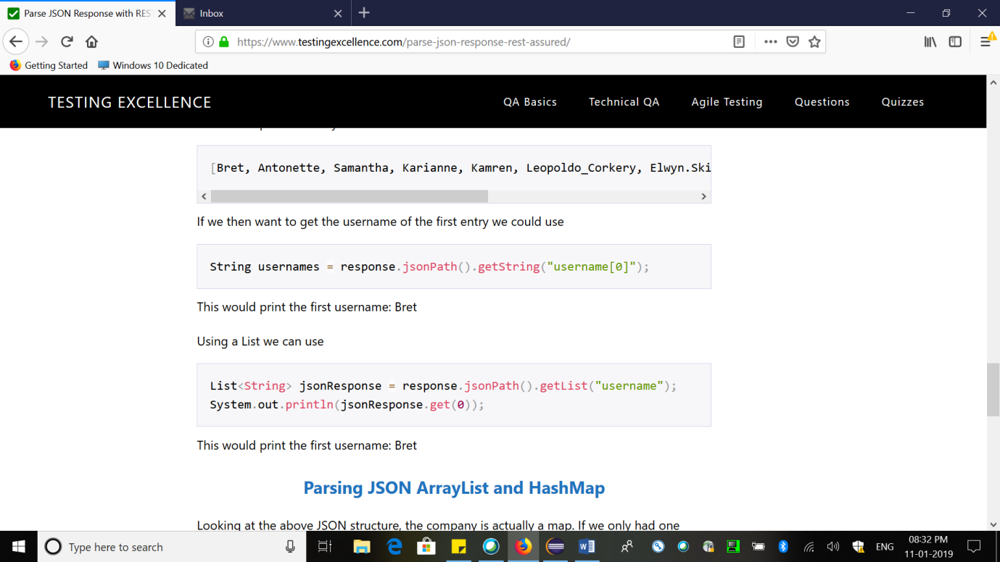 Parse JSON Response with RES
Inbox
https://www.testingexcellence.com/parse-json-response-rest-assured/
Getting Started
Windows 10 Dedicated
TESTING EXCELLENCE
QA Basics
Technical QA
Agile Testing
Questions
Quizzes
[Bret, Antonette, Samantha, Karianne, Kamren, Leopoldo_Corkery, Elwyn.Ski
If we then want to get the username of the first entry we could use
String usernames = response.jsonPath().getString("username[0]");
This would print the first username: Bret
Using a List we can use
List<String> jsonResponse = response.jsonPath().getList("username");
System.out.println(jsonResponse.get(0));
This would print the first username: Bret
Parsing JSON ArrayList and HashMap
Looking at the above JSON structure, the company is actually a map. If we only had one
Type here to search
ENG
08:32 PM
11-01-2019